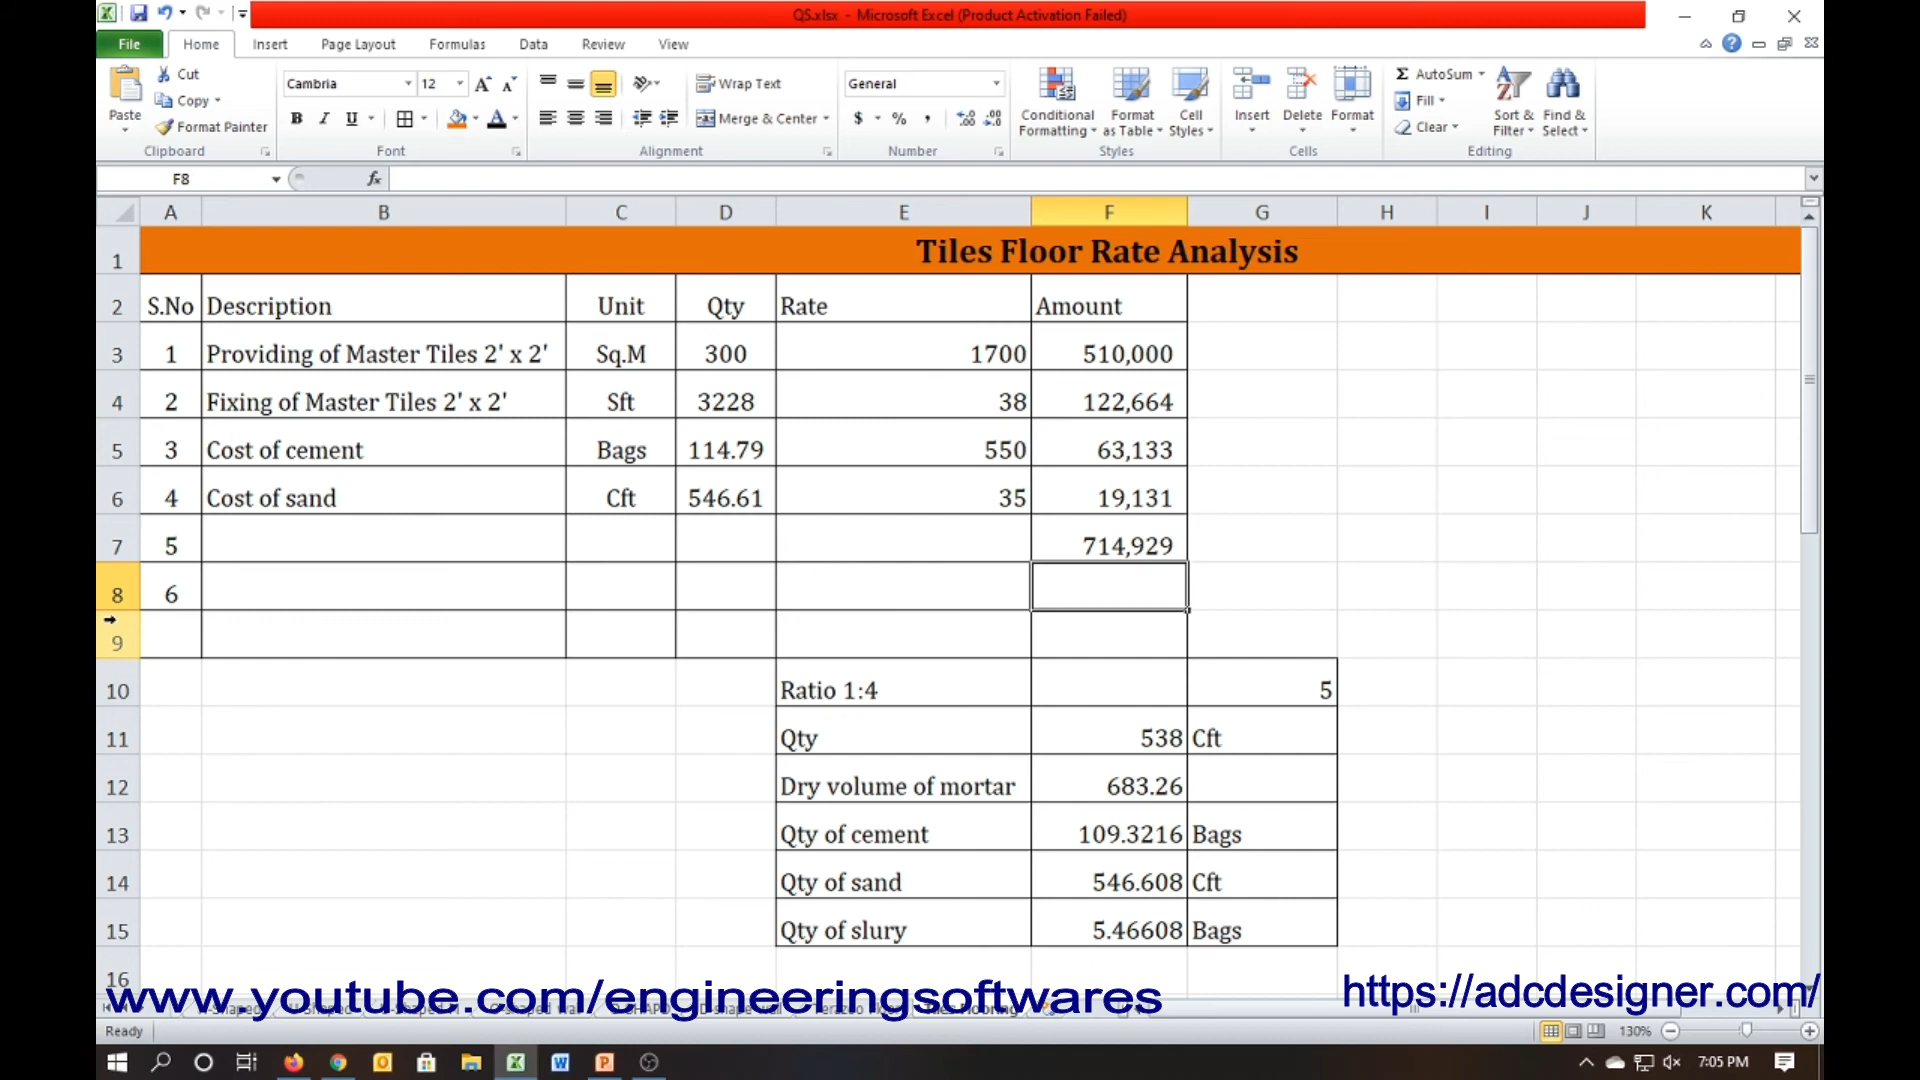 QS.xlsx - Microsoft Excel (Product Activation Failed)
File Home Insert Page Layout Formulas Data Review View
Paste
Cut
Copy
Format Painter
Clipboard
Cambria 12
B I U
Font
Wrap Text
Merge & Center
Alignment
General
$ % ,
Number
Conditional Formatting
Format as Table
Cell Styles
Styles
Insert Delete Format
Cells
Σ AutoSum
Fill
Clear
Sort & Filter
Find & Select
Editing
F8 fx
A B C D E F G H I J K
1 Tiles Floor Rate Analysis
2 S.No Description Unit Qty Rate Amount
3 1 Providing of Master Tiles 2' x 2' Sq.M 300 1700 510,000
4 2 Fixing of Master Tiles 2' x 2' Sft 3228 38 122,664
5 3 Cost of cement Bags 114.79 550 63,133
6 4 Cost of sand Cft 546.61 35 19,131
7 5 714,929
8 6
9
10 Ratio 1:4 5
11 Qty 538 Cft
12 Dry volume of mortar 683.26
13 Qty of cement 109.3216 Bags
14 Qty of sand 546.608 Cft
15 Qty of slury 5.46608 Bags
16
www.youtube.com/engineeringsoftwares https://adcdesigner.com/
Ready 130%
7:05 PM